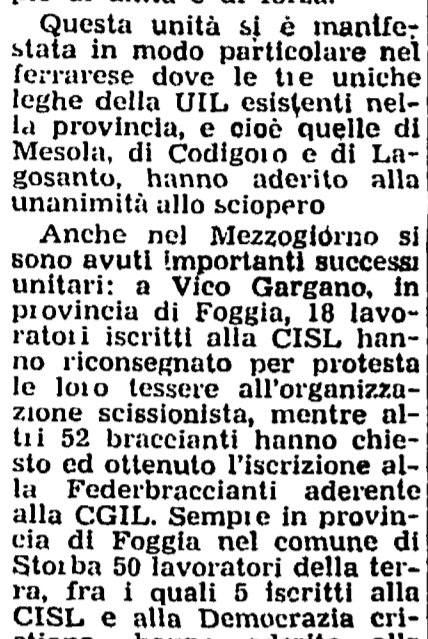 Questa unità si è manife-
stata in modo particolare nel
ferrarese dove le tre uniche
leghe della UIL esistenti nel-
la provincia, e cioè quelle di
Mesola, di Codigoro e di La-
gosanto, hanno aderito alla
unanimità allo sciopero
Anche nel Mezzogiorno si
sono avuti importanti successi
unitari: a Vico Gargano, in
provincia di Foggia, 18 lavo-
ratori iscritti alla CISL han-
no riconsegnato per protesta
le loro tessere all'organizza-
zione scissionista, mentre al-
tri 52 braccianti hanno chie-
sto ed ottenuto l'iscrizione al-
la Federbraccianti aderente
alla CGIL. Sempre in provin-
cia di Foggia nel comune di
Storba 50 lavoratori della ter-
ra, fra i quali 5 iscritti alla
CISL e alla Democrazia cri-